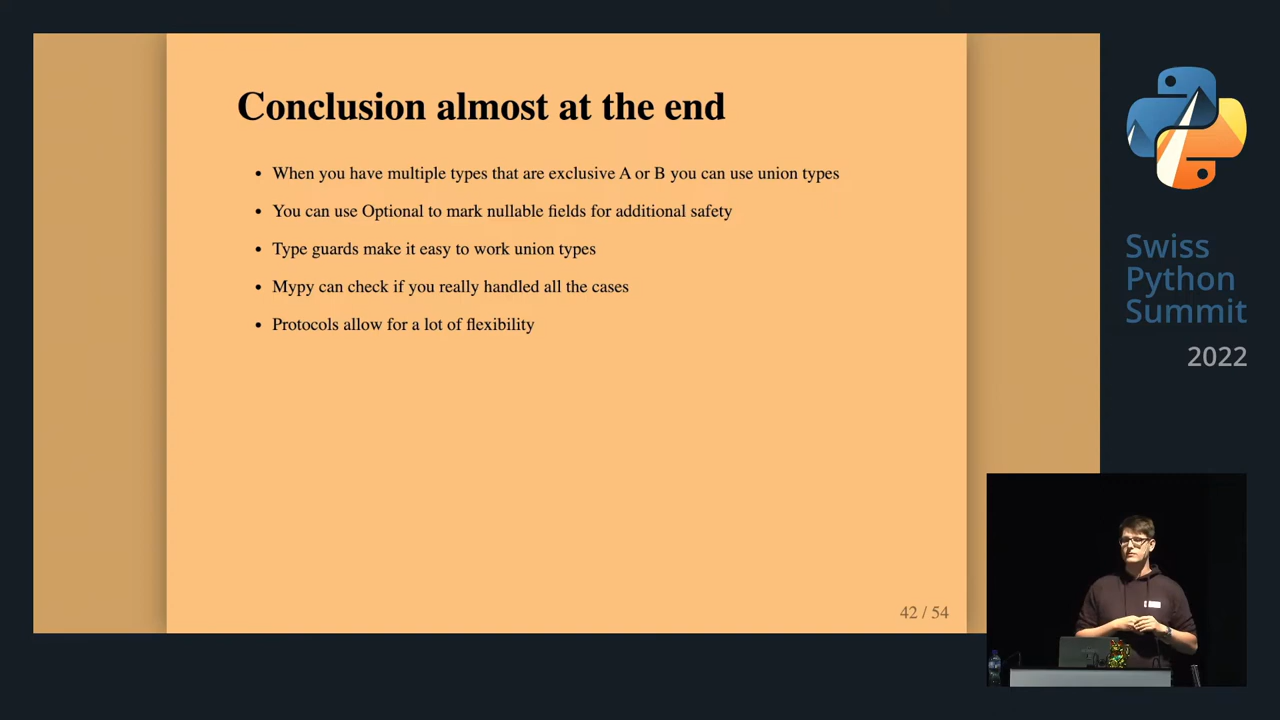 Conclusion almost at the end
• When you have multiple types that are exclusive A or B you can use union types
• You can use Optional to mark nullable fields for additional safety
• Type guards make it easy to work union types
• Mypy can check if you really handled all the cases
• Protocols allow for a lot of flexibility
42 / 54
Swiss
Python
Summit
2022